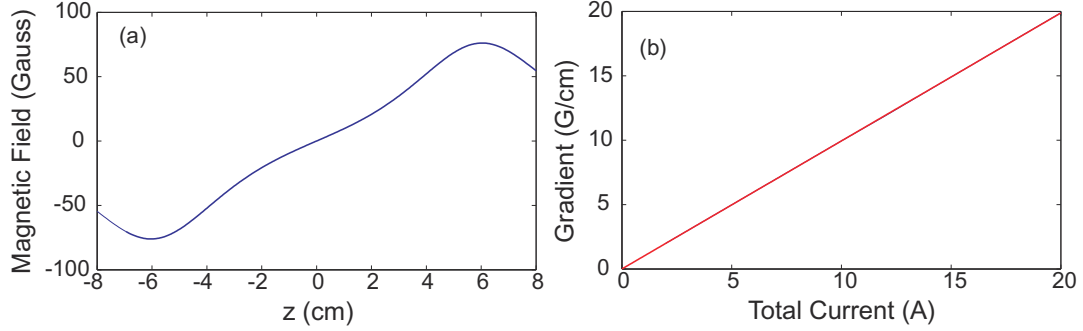 (a)
Magnetic Field (Gauss)
100
50
0
-50
-100
-8 -6 -4 -2 0 2 4 6 8
z (cm)
(b)
Gradient (G/cm)
20
15
10
5
0
0 5 10 15 20
Total Current (A)